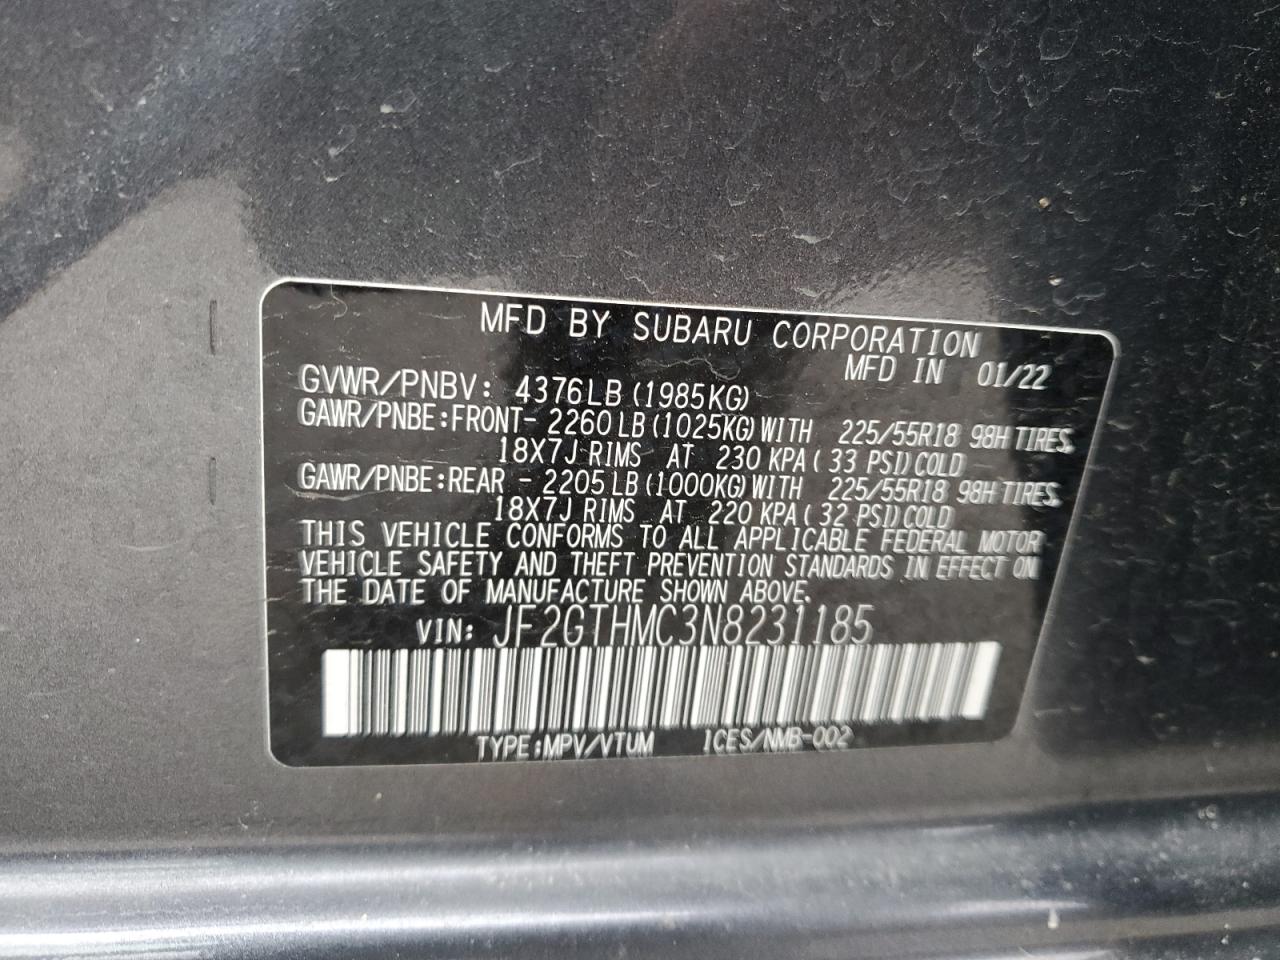 MFD BY SUBARU CORPORATION
MFD IN 01/22
GVWR/PNBV: 4376LB (1985KG)
GAWR/PNBE:FRONT- 2260 LB (1025KG) WITH 225/55R18 98H TIRES,
18X7J RIMS AT 230 KPA ( 33 PSI) COLD
GAWR/PNBE:REAR - 2205 LB (1000KG) WITH 225/55R18 98H TIRES,
18X7J RIMS AT 220 KPA ( 32 PSI) COLD
THIS VEHICLE CONFORMS TO ALL APPLICABLE FEDERAL MOTOR
VEHICLE SAFETY AND THEFT PREVENTION STANDARDS IN EFFECT ON
THE DATE OF MANUFACTURE SHOWN ABOVE.
VIN: JF2GTHMC3N8231185
TYPE:MPV/VTUM ICES/NMB-002